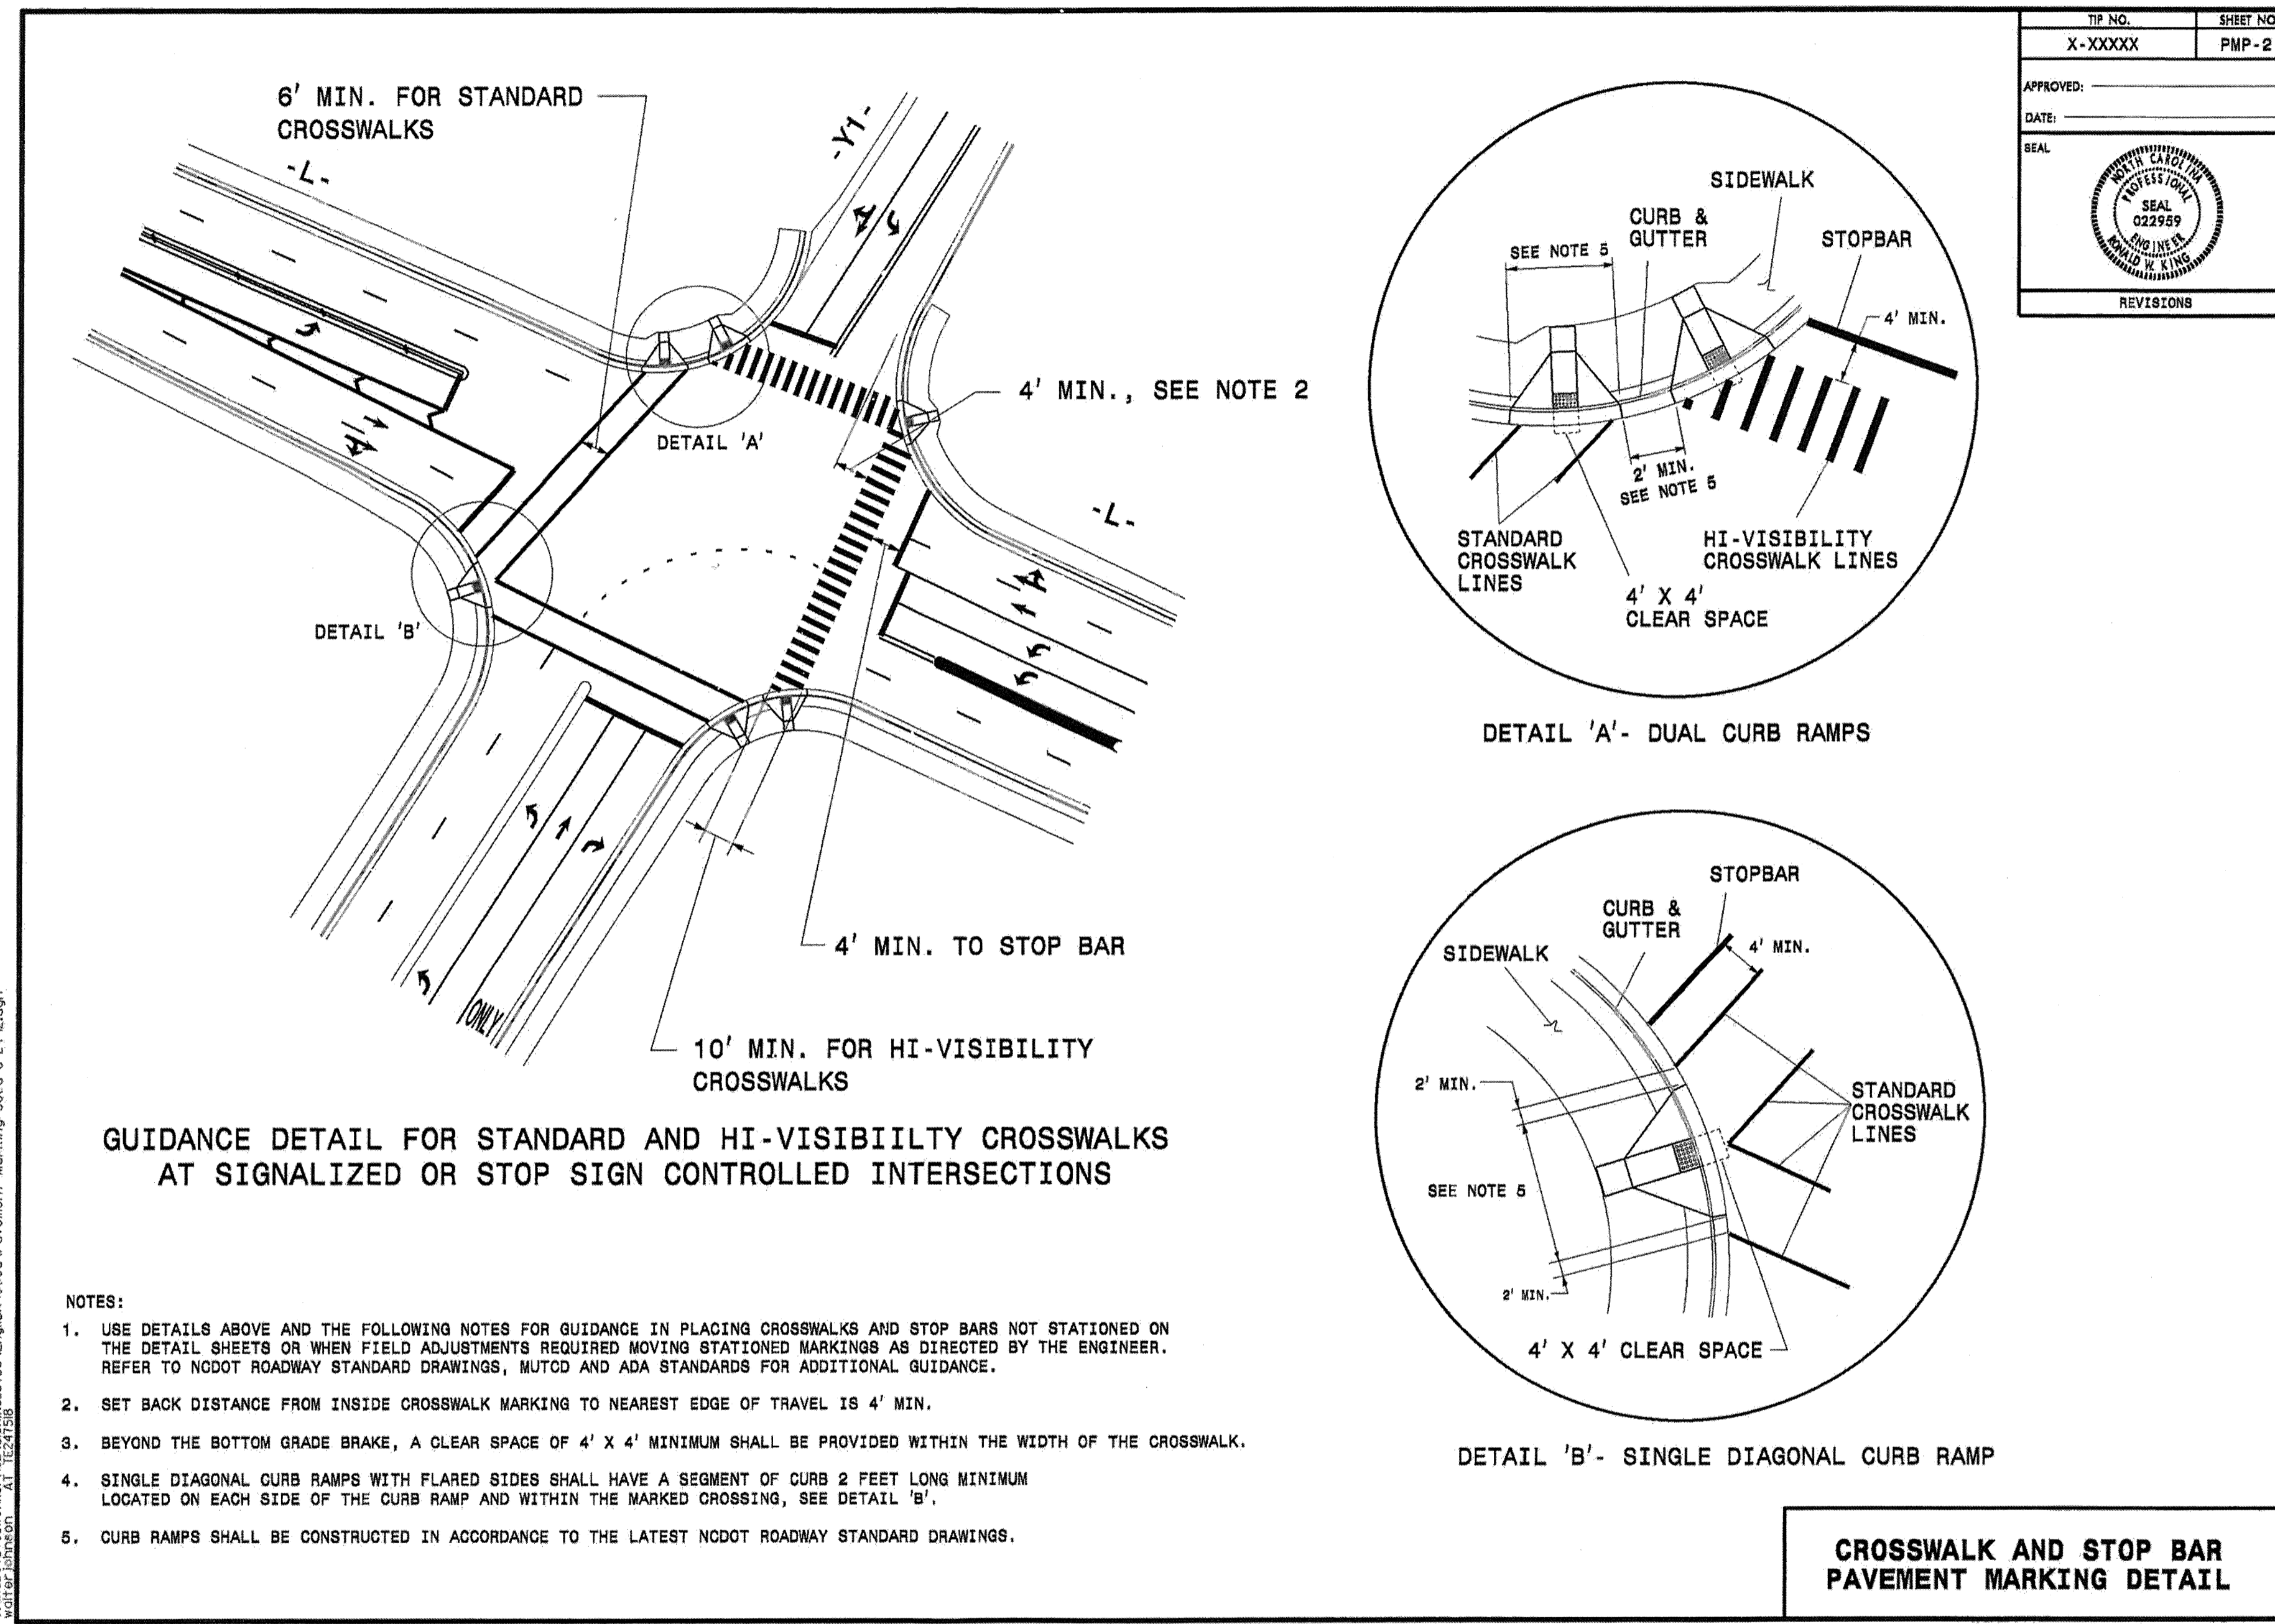 TIP NO.
SHEET NO
X-XXXXX
PMP-2
APPROVED:
DATE:
SEAL
NORTH CAROLINA
PROFESSIONAL
SEAL
022959
ENGINEER
RONALD W. KING
REVISIONS
6' MIN. FOR STANDARD
CROSSWALKS
-L-
-Y1-
4' MIN., SEE NOTE 2
DETAIL 'A'
-L-
DETAIL 'B'
ONLY
4' MIN. TO STOP BAR
10' MIN. FOR HI-VISIBILITY
CROSSWALKS
GUIDANCE DETAIL FOR STANDARD AND HI-VISIBIILTY CROSSWALKS
AT SIGNALIZED OR STOP SIGN CONTROLLED INTERSECTIONS
SIDEWALK
CURB &
GUTTER
STOPBAR
SEE NOTE 5
4' MIN.
2' MIN.
SEE NOTE 5
STANDARD
CROSSWALK
LINES
HI-VISIBILITY
CROSSWALK LINES
4' X 4'
CLEAR SPACE
DETAIL 'A'- DUAL CURB RAMPS
STOPBAR
CURB &
GUTTER
SIDEWALK
4' MIN.
2' MIN.
STANDARD
CROSSWALK
LINES
SEE NOTE 5
2' MIN.
4' X 4' CLEAR SPACE
DETAIL 'B'- SINGLE DIAGONAL CURB RAMP
NOTES:
1. USE DETAILS ABOVE AND THE FOLLOWING NOTES FOR GUIDANCE IN PLACING CROSSWALKS AND STOP BARS NOT STATIONED ON
THE DETAIL SHEETS OR WHEN FIELD ADJUSTMENTS REQUIRED MOVING STATIONED MARKINGS AS DIRECTED BY THE ENGINEER.
REFER TO NCDOT ROADWAY STANDARD DRAWINGS, MUTCD AND ADA STANDARDS FOR ADDITIONAL GUIDANCE.
2. SET BACK DISTANCE FROM INSIDE CROSSWALK MARKING TO NEAREST EDGE OF TRAVEL IS 4' MIN.
3. BEYOND THE BOTTOM GRADE BRAKE, A CLEAR SPACE OF 4' X 4' MINIMUM SHALL BE PROVIDED WITHIN THE WIDTH OF THE CROSSWALK.
4. SINGLE DIAGONAL CURB RAMPS WITH FLARED SIDES SHALL HAVE A SEGMENT OF CURB 2 FEET LONG MINIMUM
LOCATED ON EACH SIDE OF THE CURB RAMP AND WITHIN THE MARKED CROSSING, SEE DETAIL 'B'.
5. CURB RAMPS SHALL BE CONSTRUCTED IN ACCORDANCE TO THE LATEST NCDOT ROADWAY STANDARD DRAWINGS.
CROSSWALK AND STOP BAR
PAVEMENT MARKING DETAIL
walterjohnson AT TE247518